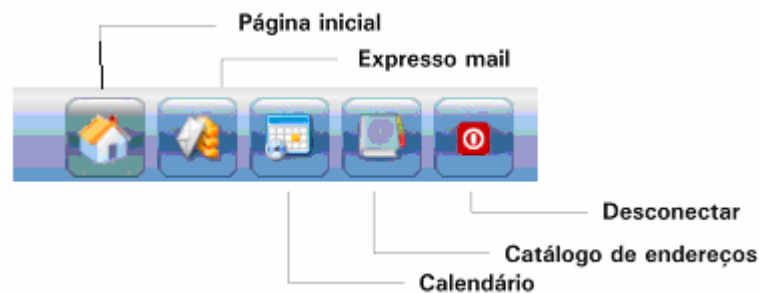 Página inicial
Expresso mail
Desconectar
Catálogo de endereços
Calendário